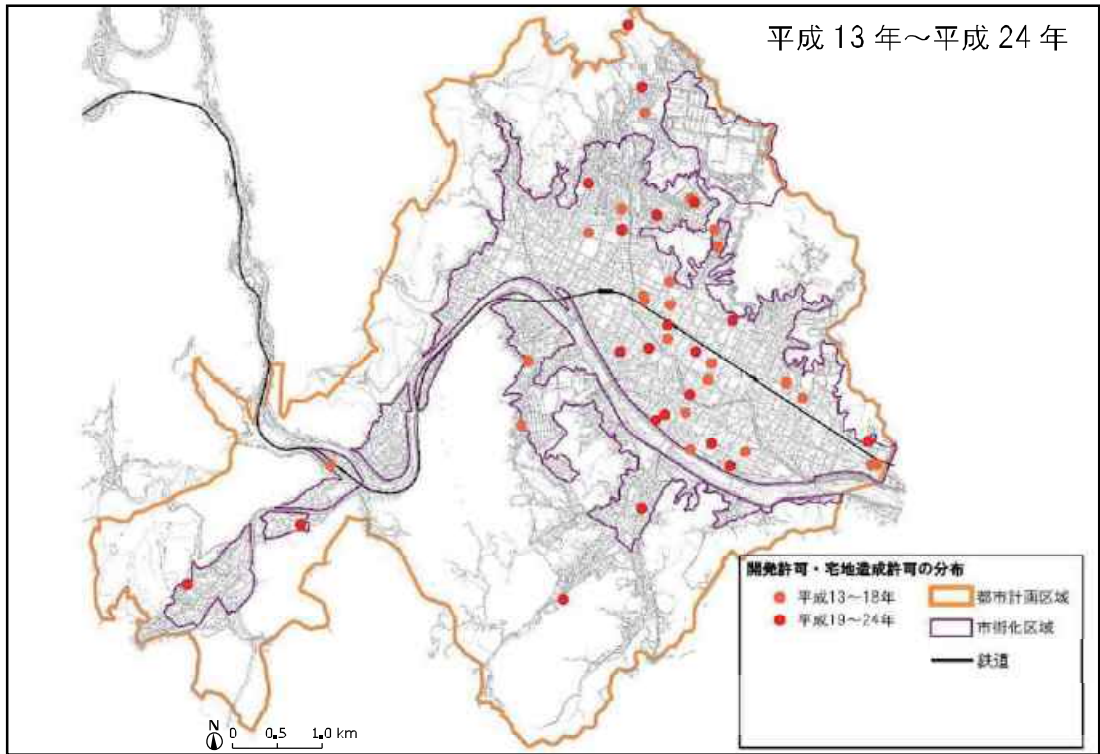 平成13年～平成24年
開発許可・宅地造成許可の分布
平成13～18年
平成19～24年
都市計画区域
市街化区域
鉄道
N
0 0.5 1.0 km